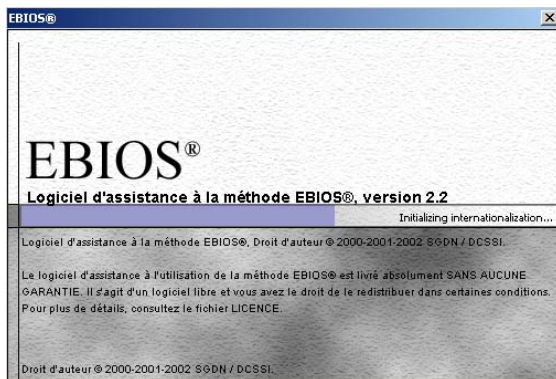 EBIOS®
EBIOS®
Logiciel d'assistance à la méthode EBIOS®, version 2.2
Initializing internationalization...
Logiciel d'assistance à la méthode EBIOS®, Droit d'auteur © 2000-2001-2002 SGDN / DCSSI.
Le logiciel d'assistance à l'utilisation de la méthode EBIOS® est livré absolument SANS AUCUNE
GARANTIE. Il s'agit d'un logiciel libre et vous avez le droit de le redistribuer dans certaines conditions.
Pour plus de détails, consultez le fichier LICENCE.
Droit d'auteur © 2000-2001-2002 SGDN / DCSSI.